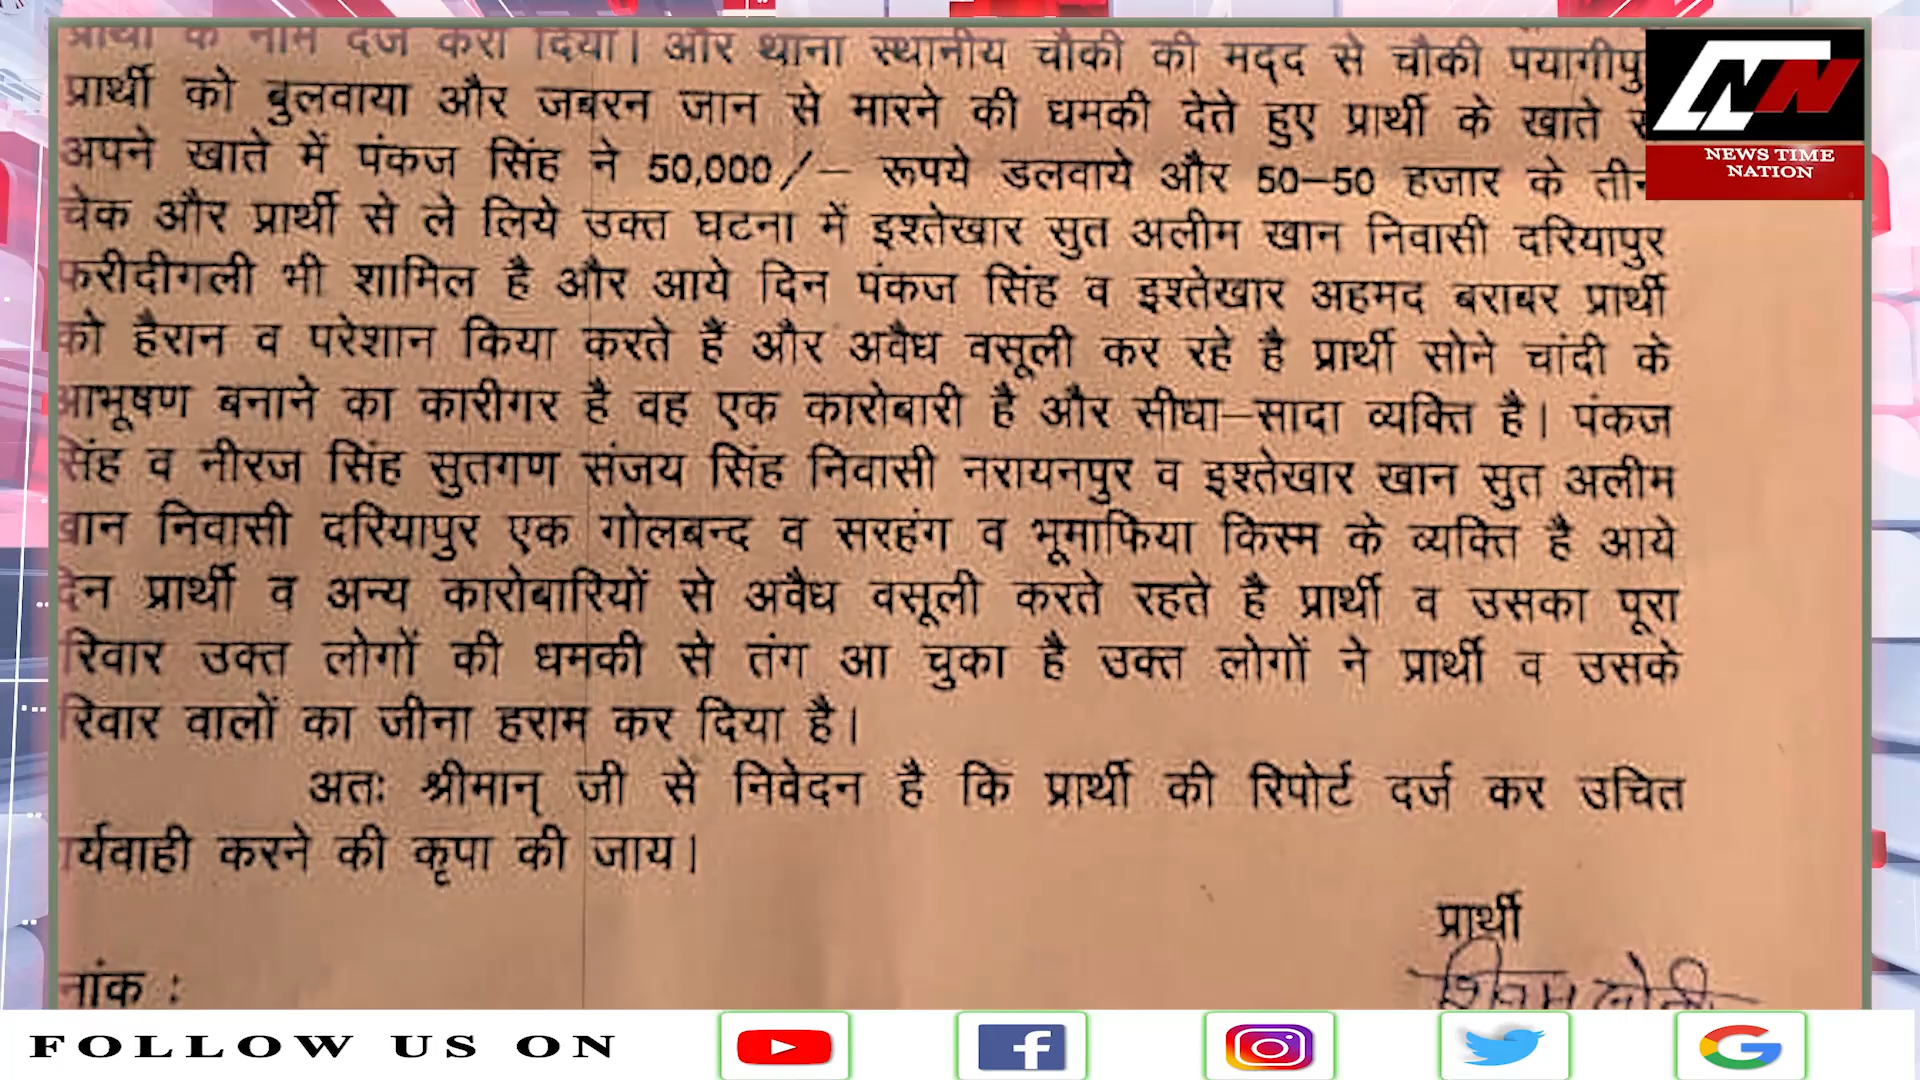 प्रार्थी के नाम दर्ज करा दिया। और थाना स्थानीय चौकी की मद्द से चौकी पयागीपु
प्रार्थी को बुलवाया और जबरन जान से मारने की धमकी देते हुए प्रार्थी के खाते
अपने खाते में पंकज सिंह ने 50,000/– रूपये डलवाये और 50–50 हजार के तीन
चेक और प्रार्थी से ले लिये उक्त घटना में इश्तेखार सुत अलीम खान निवासी दरियापुर
फरीदीगली भी शामिल है और आये दिन पंकज सिंह व इश्तेखार अहमद बराबर प्रार्थी
को हैरान व परेशान किया करते हैं और अवैध वसूली कर रहे है प्रार्थी सोने चांदी के
आभूषण बनाने का कारीगर है वह एक कारोबारी है और सीधा–सादा व्यक्ति है। पंकज
सिंह व नीरज सिंह सुतगण संजय सिंह निवासी नरायनपुर व इश्तेखार खान सुत अलीम
खान निवासी दरियापुर एक गोलबन्द व सरहंग व भूमाफिया किस्म के व्यक्ति है आये
देन प्रार्थी व अन्य कारोबारियों से अवैध वसूली करते रहते है प्रार्थी व उसका पूरा
रिवार उक्त लोगों की धमकी से तंग आ चुका है उक्त लोगों ने प्रार्थी व उसके
रिवार वालों का जीना हराम कर दिया है।
अतः श्रीमान् जी से निवेदन है कि प्रार्थी की रिपोर्ट दर्ज कर उचित
र्यवाही करने की कृपा की जाय।
प्रार्थी
नांक :
NN
NEWS TIME
NATION
FOLLOW US ON